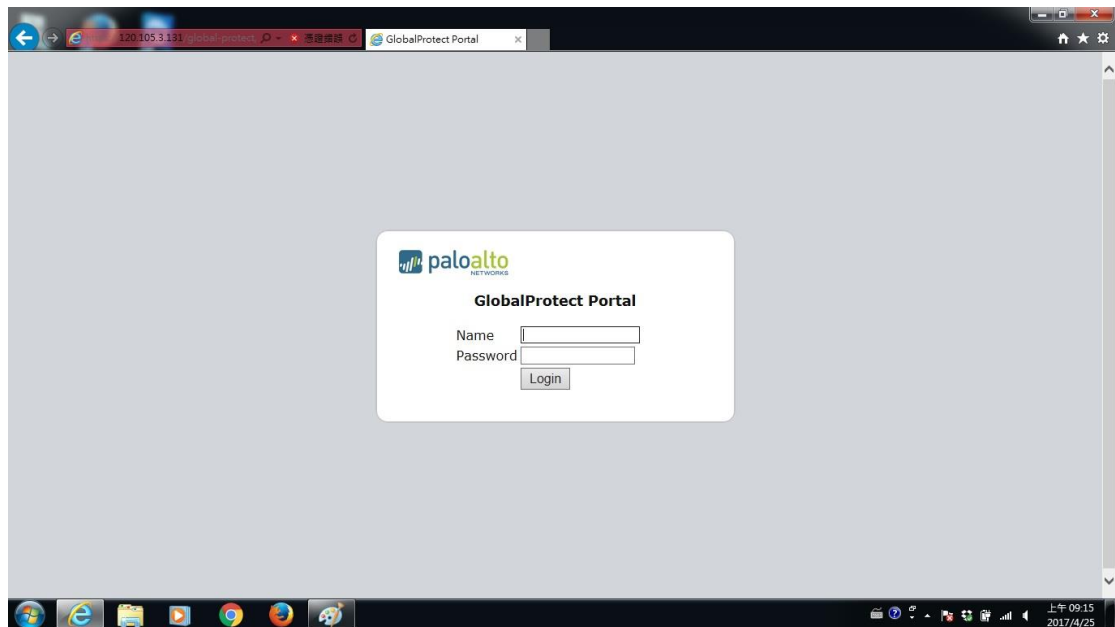 120.105.3.131/global-protect
憑證錯誤
GlobalProtect Portal
paloalto
NETWORKS
GlobalProtect Portal
Name
Password
Login
上午 09:15
2017/4/25